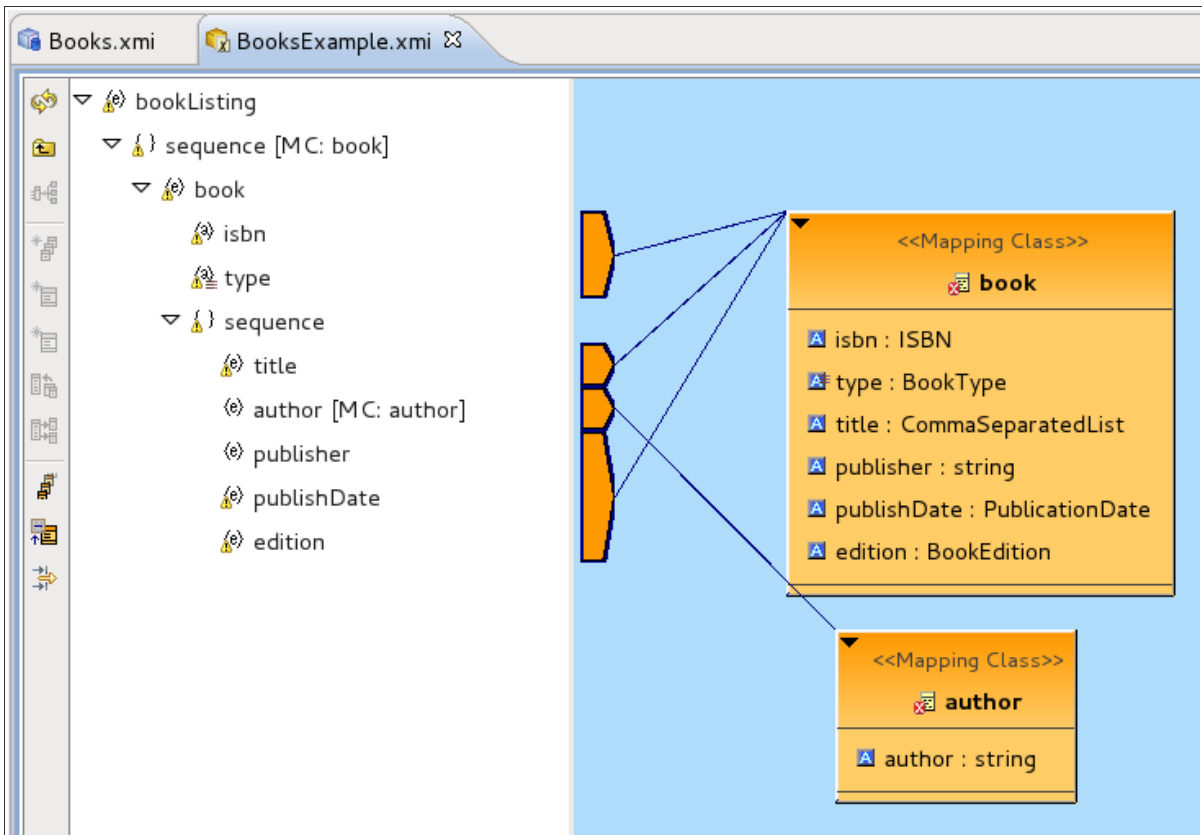 Books.xmi
BooksExample.xmi
bookListing
sequence [MC: book]
book
isbn
type
sequence
title
author [MC: author]
publisher
publishDate
edition
<<Mapping Class>>
book
isbn : ISBN
type : BookType
title : CommaSeparatedList
publisher : string
publishDate : PublicationDate
edition : BookEdition
<<Mapping Class>>
author
author : string